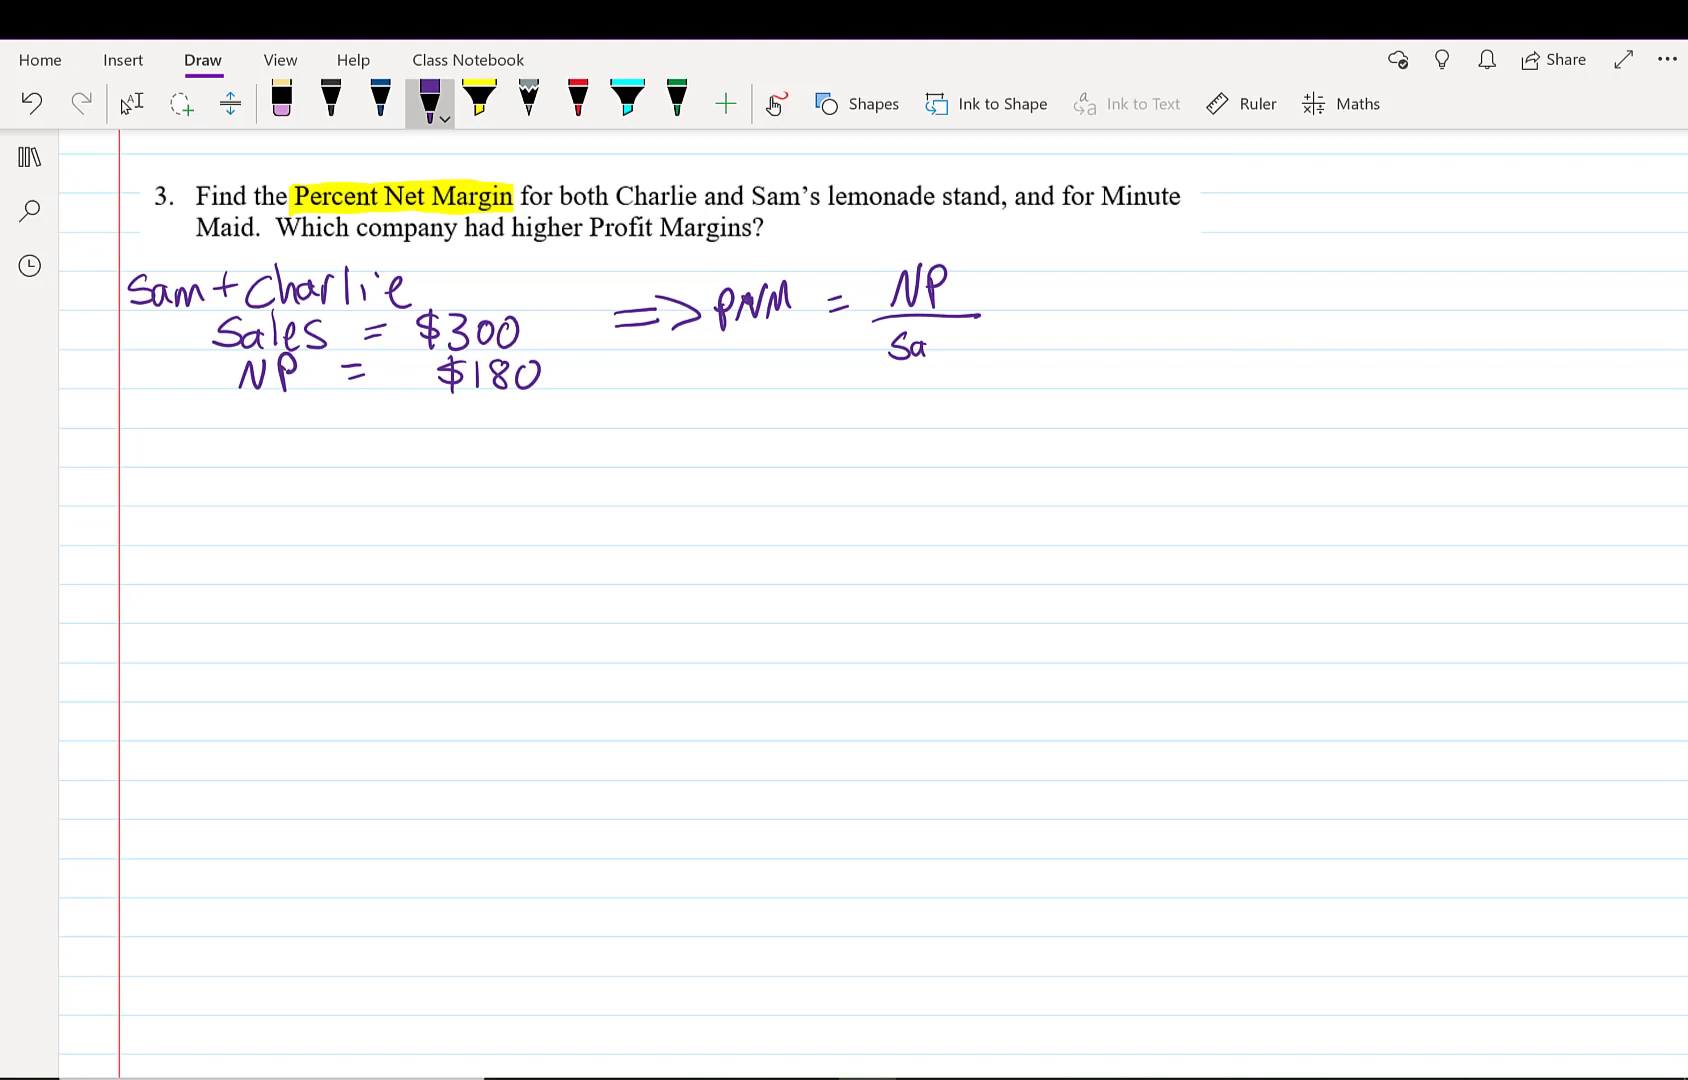 Home Insert Draw View Help Class Notebook Share
Shapes Ink to Shape Ink to Text Ruler Maths
3. Find the Percent Net Margin for both Charlie and Sam's lemonade stand, and for Minute
Maid. Which company had higher Profit Margins?
Sam + Charlie
Sales = $300
NP = $180
=> PNM = NP
Sa